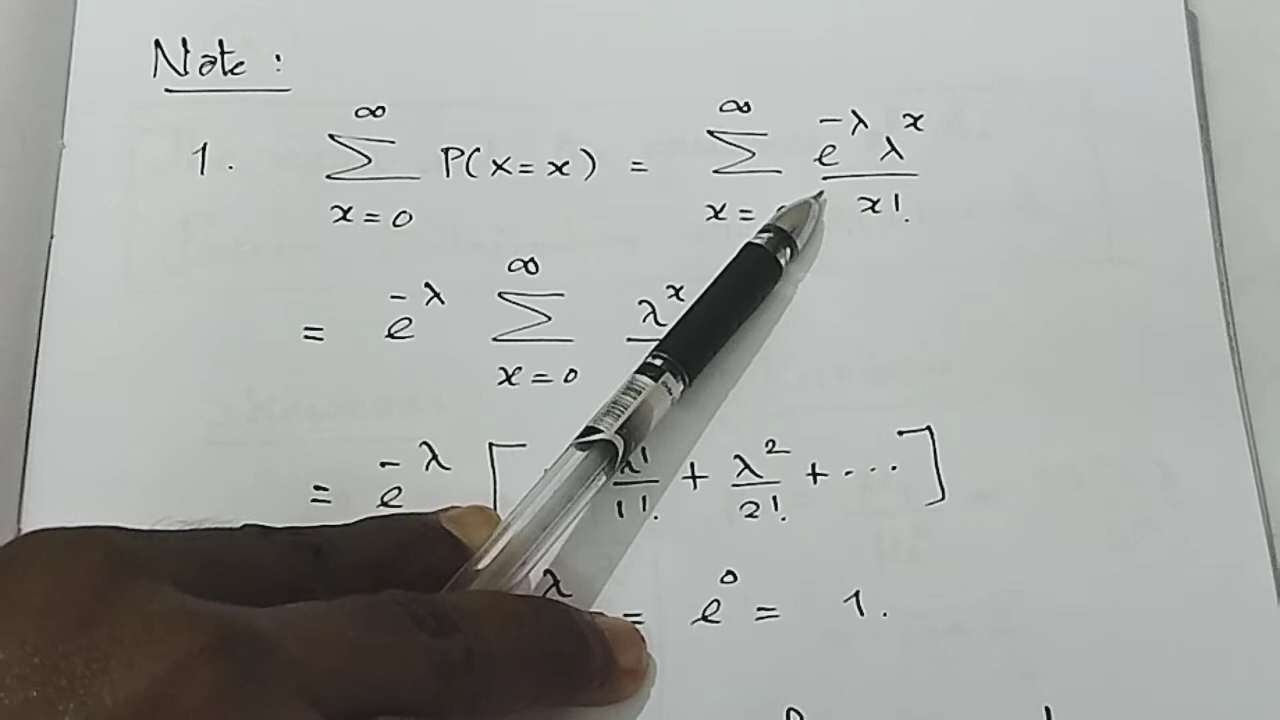 Note :
1. ∞ ∑ x=0 P(X=x) = ∞ ∑ x= e^-λ λ^x / x!
= e^-λ ∞ ∑ x=0 λ^x
= e^-λ [ λ^1/1! + λ^2/2! + ... ]
λ = e^0 = 1.